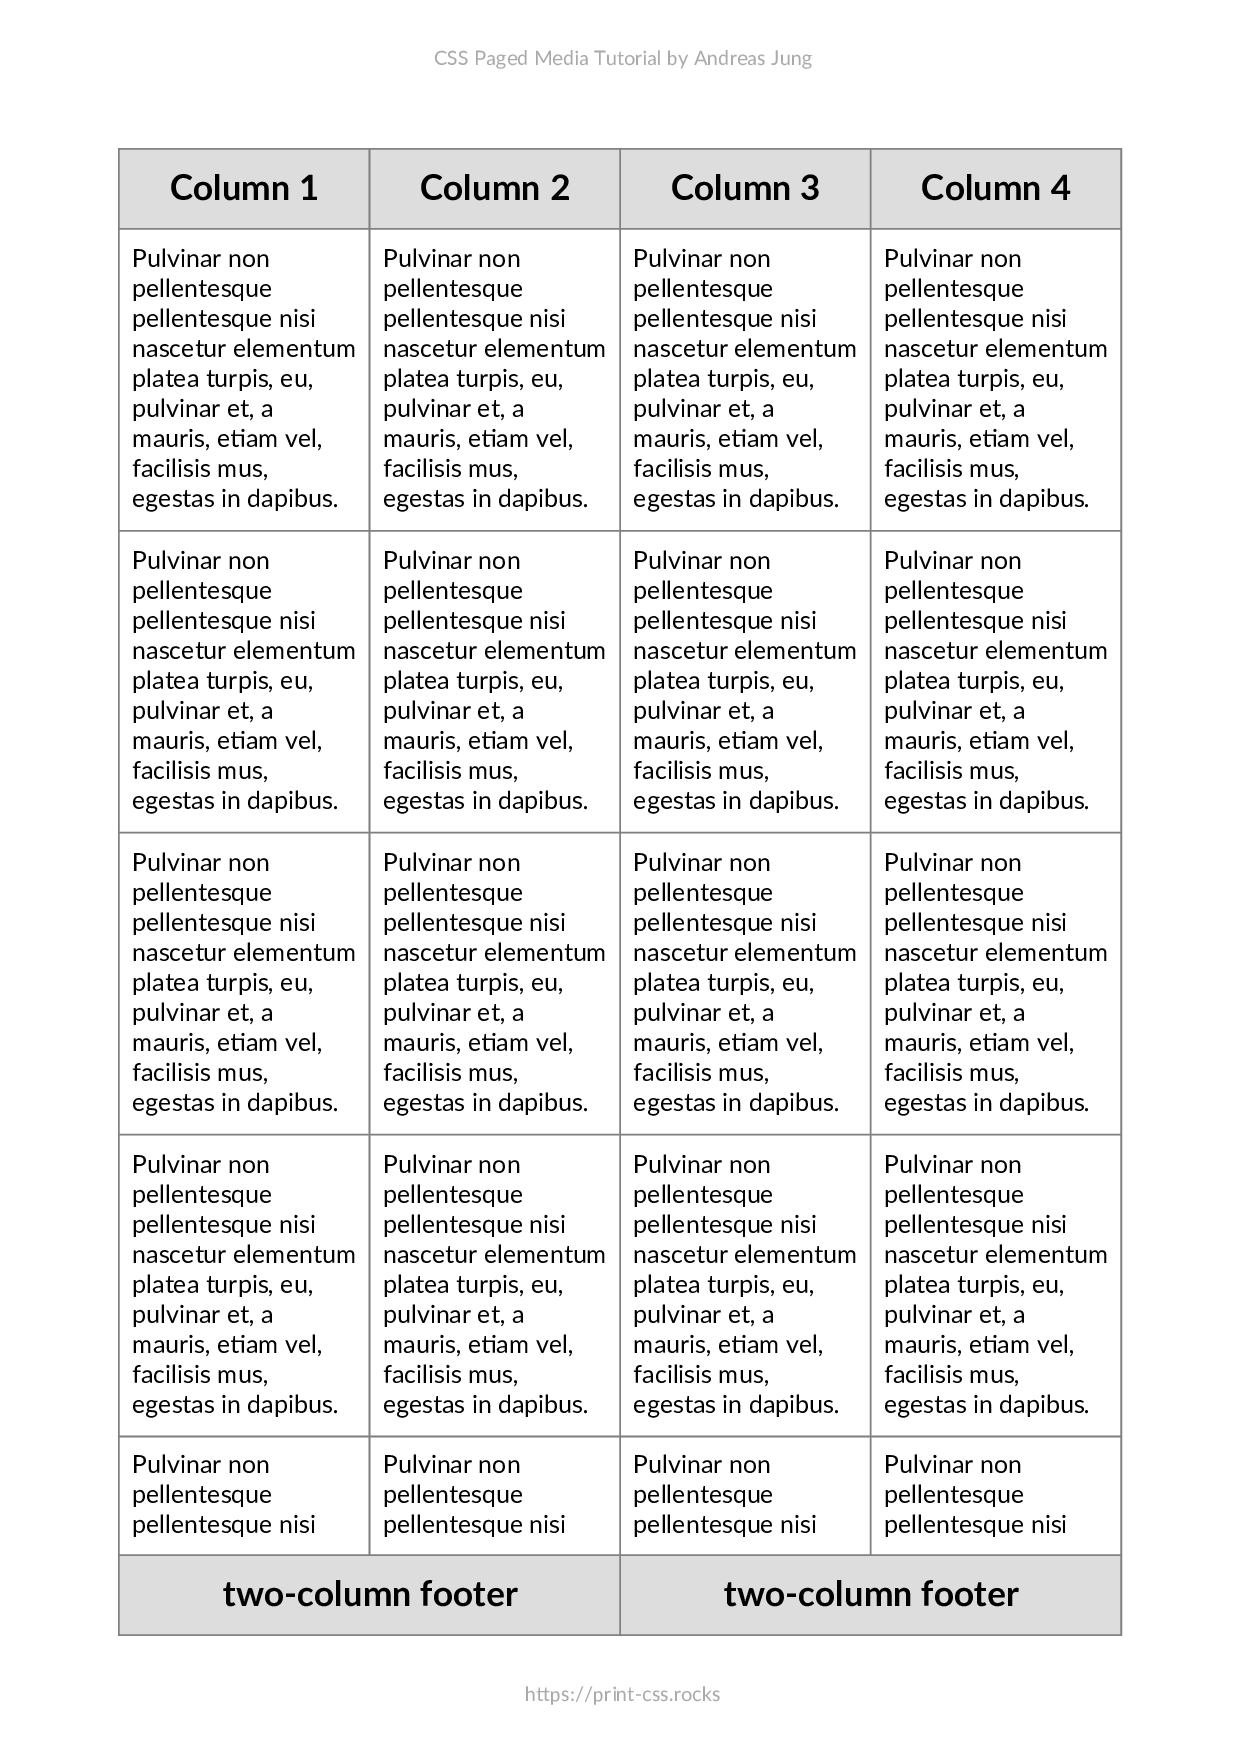 CSS Paged Media Tutorial by Andreas Jung
Column 1 Column 2 Column 3 Column 4
Pulvinar non Pulvinar non Pulvinar non Pulvinar non
pellentesque pellentesque pellentesque pellentesque
pellentesque nisi pellentesque nisi pellentesque nisi pellentesque nisi
nascetur elementum nascetur elementum nascetur elementum nascetur elementum
platea turpis, eu, platea turpis, eu, platea turpis, eu, platea turpis, eu,
pulvinar et, a pulvinar et, a pulvinar et, a pulvinar et, a
mauris, etiam vel, mauris, etiam vel, mauris, etiam vel, mauris, etiam vel,
facilisis mus, facilisis mus, facilisis mus, facilisis mus,
egestas in dapibus. egestas in dapibus. egestas in dapibus. egestas in dapibus.
Pulvinar non Pulvinar non Pulvinar non Pulvinar non
pellentesque pellentesque pellentesque pellentesque
pellentesque nisi pellentesque nisi pellentesque nisi pellentesque nisi
nascetur elementum nascetur elementum nascetur elementum nascetur elementum
platea turpis, eu, platea turpis, eu, platea turpis, eu, platea turpis, eu,
pulvinar et, a pulvinar et, a pulvinar et, a pulvinar et, a
mauris, etiam vel, mauris, etiam vel, mauris, etiam vel, mauris, etiam vel,
facilisis mus, facilisis mus, facilisis mus, facilisis mus,
egestas in dapibus. egestas in dapibus. egestas in dapibus. egestas in dapibus.
Pulvinar non Pulvinar non Pulvinar non Pulvinar non
pellentesque pellentesque pellentesque pellentesque
pellentesque nisi pellentesque nisi pellentesque nisi pellentesque nisi
nascetur elementum nascetur elementum nascetur elementum nascetur elementum
platea turpis, eu, platea turpis, eu, platea turpis, eu, platea turpis, eu,
pulvinar et, a pulvinar et, a pulvinar et, a pulvinar et, a
mauris, etiam vel, mauris, etiam vel, mauris, etiam vel, mauris, etiam vel,
facilisis mus, facilisis mus, facilisis mus, facilisis mus,
egestas in dapibus. egestas in dapibus. egestas in dapibus. egestas in dapibus.
Pulvinar non Pulvinar non Pulvinar non Pulvinar non
pellentesque pellentesque pellentesque pellentesque
pellentesque nisi pellentesque nisi pellentesque nisi pellentesque nisi
nascetur elementum nascetur elementum nascetur elementum nascetur elementum
platea turpis, eu, platea turpis, eu, platea turpis, eu, platea turpis, eu,
pulvinar et, a pulvinar et, a pulvinar et, a pulvinar et, a
mauris, etiam vel, mauris, etiam vel, mauris, etiam vel, mauris, etiam vel,
facilisis mus, facilisis mus, facilisis mus, facilisis mus,
egestas in dapibus. egestas in dapibus. egestas in dapibus. egestas in dapibus.
Pulvinar non Pulvinar non Pulvinar non Pulvinar non
pellentesque pellentesque pellentesque pellentesque
pellentesque nisi pellentesque nisi pellentesque nisi pellentesque nisi
two-column footer two-column footer
https://print-css.rocks